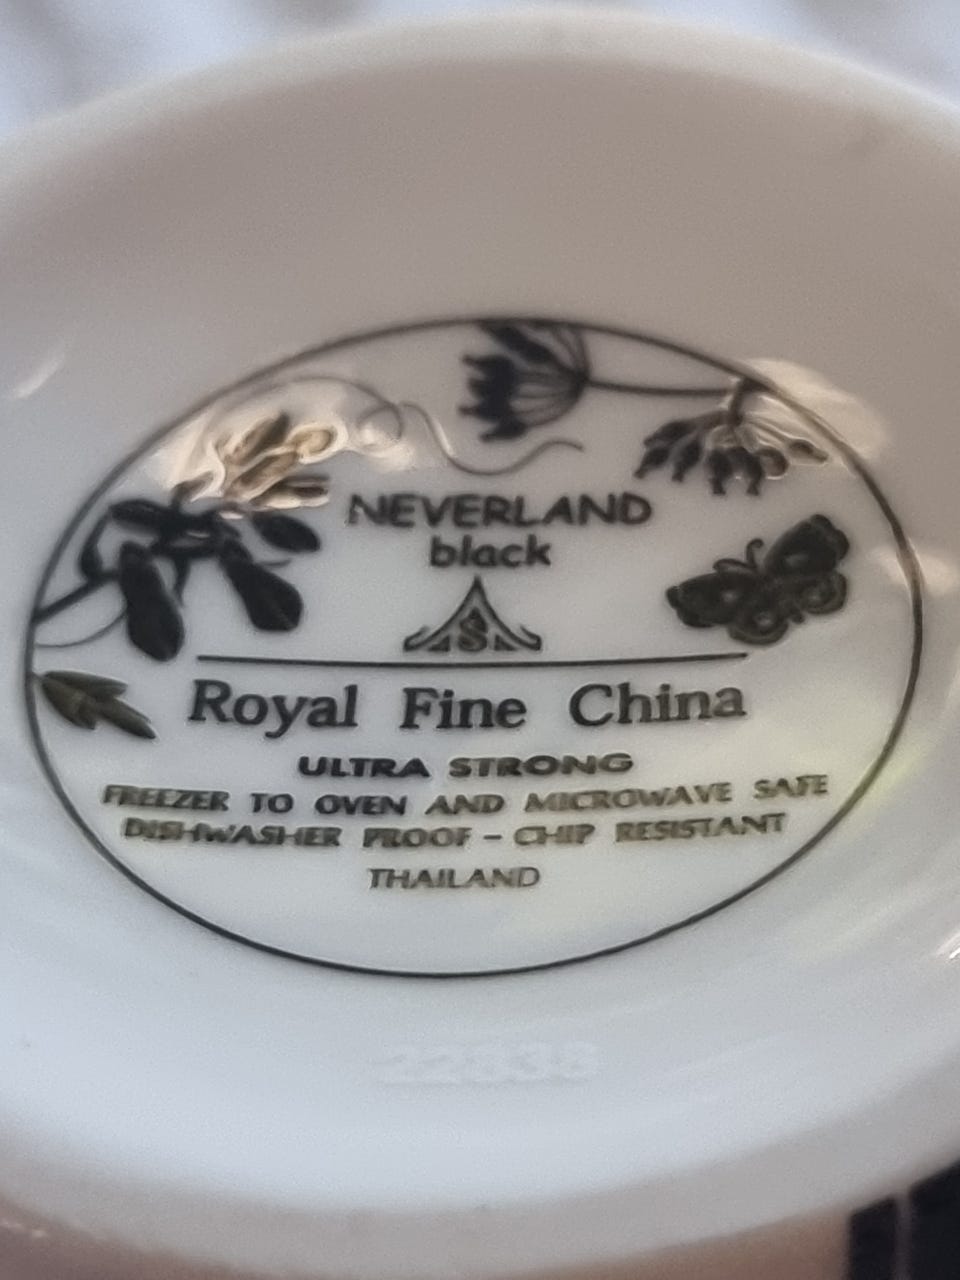 NEVERLAND
black
S
Royal Fine China
ULTRA STRONG
FREEZER TO OVEN AND MICROWAVE SAFE
DISHWASHER PROOF - CHIP RESISTANT
THAILAND